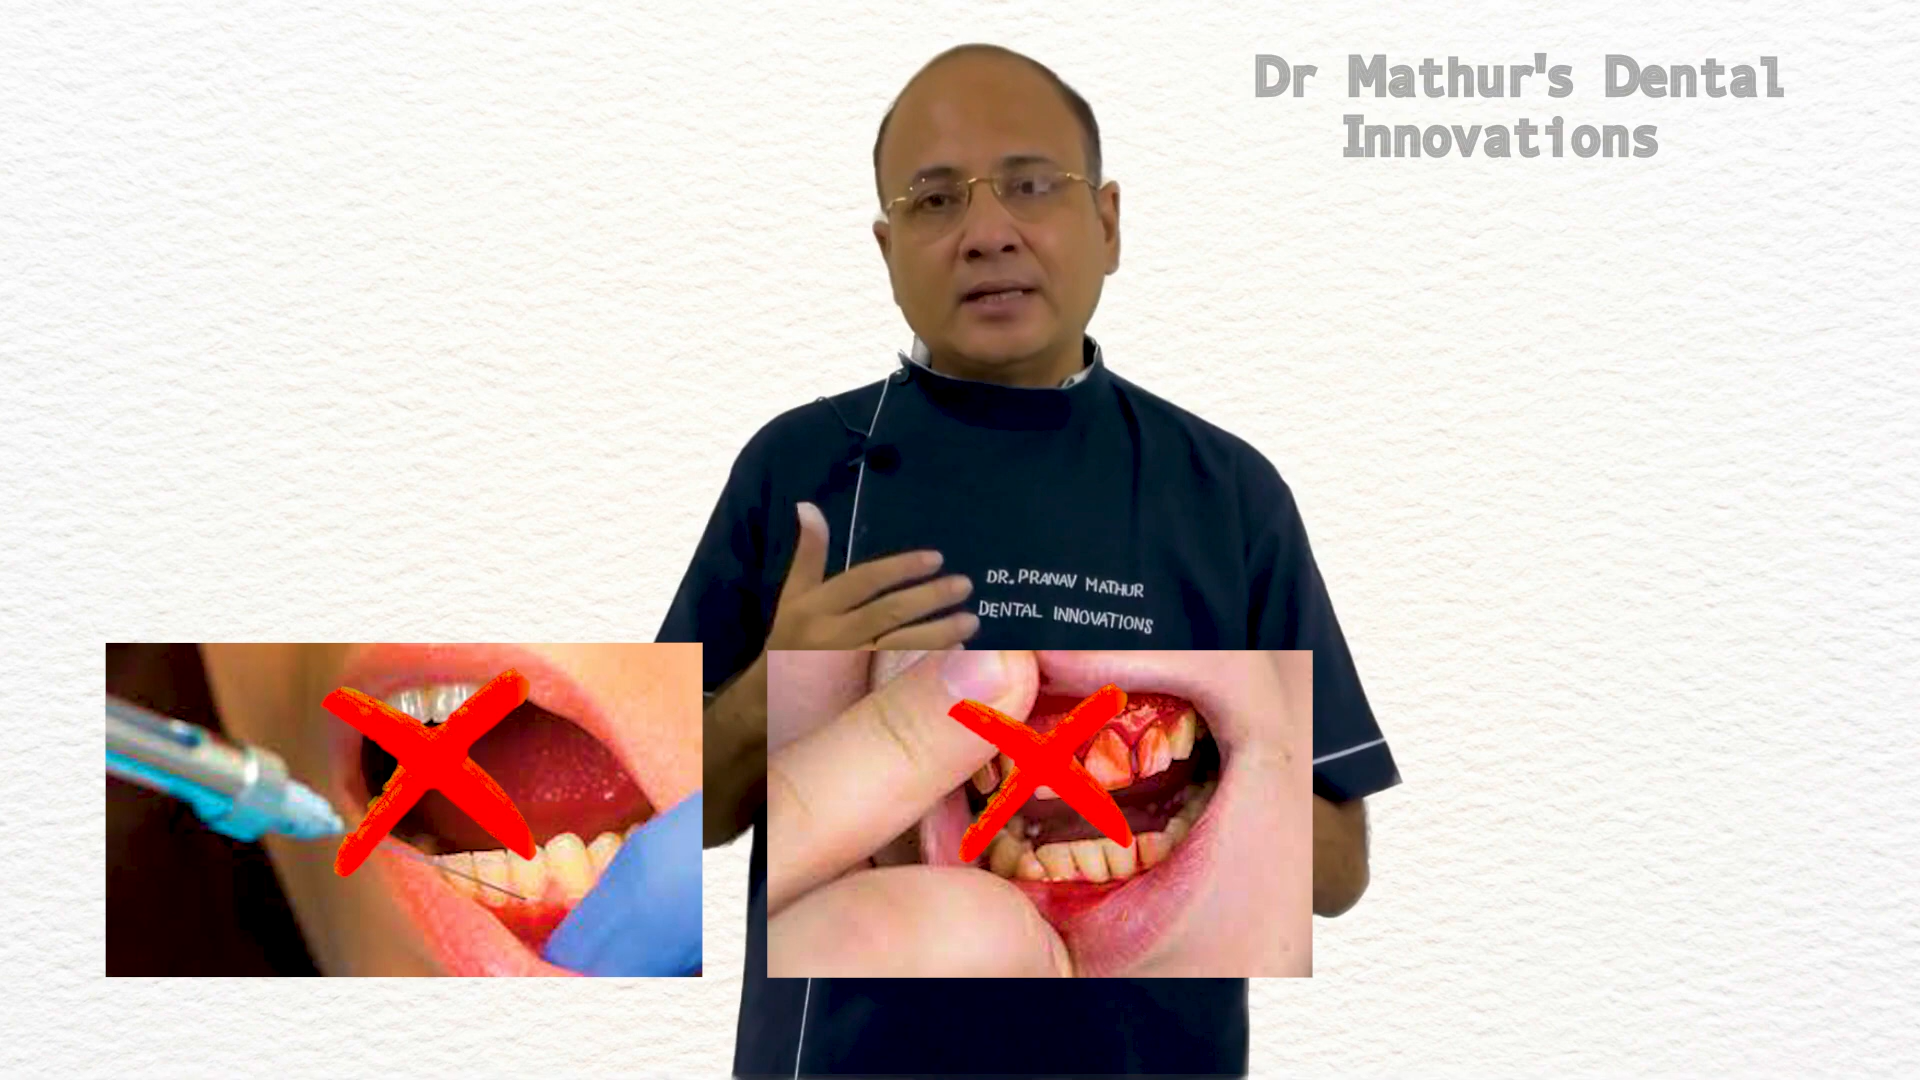 Dr Mathur's Dental
Innovations
DR. PRANAV MATHUR
DENTAL INNOVATIONS